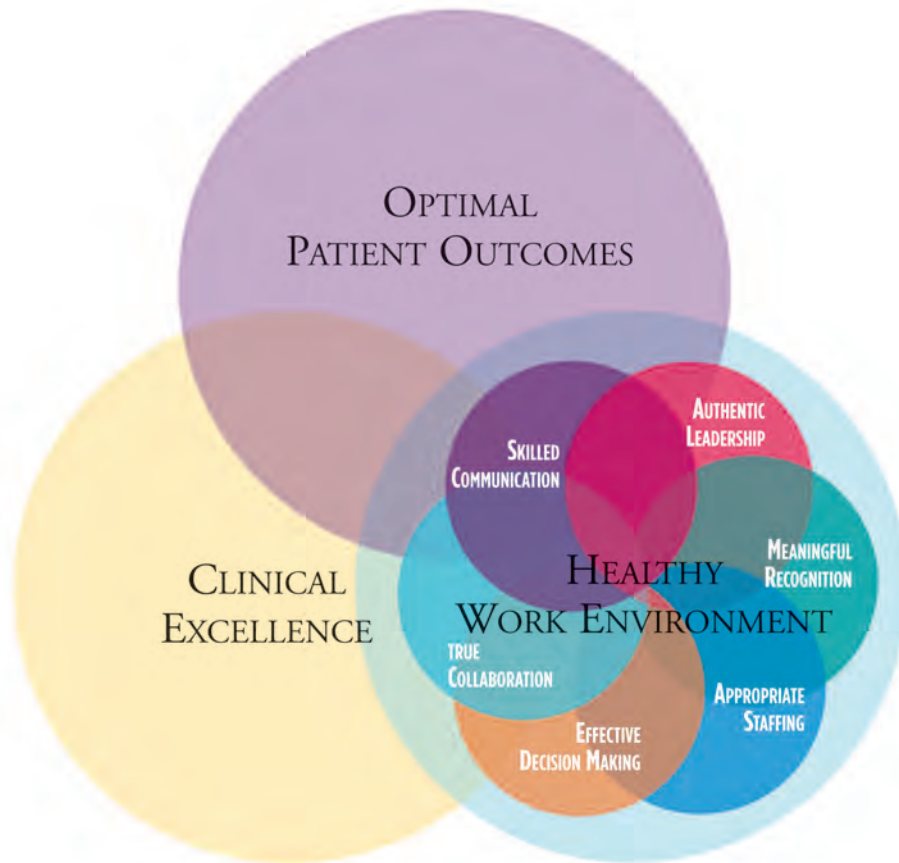 OPTIMAL
PATIENT OUTCOMES
AUTHENTIC
LEADERSHIP
SKILLED
COMMUNICATION
MEANINGFUL
RECOGNITION
CLINICAL
EXCELLENCE
HEALTHY
WORK ENVIRONMENT
TRUE
COLLABORATION
APPROPRIATE
STAFFING
EFFECTIVE
DECISION MAKING